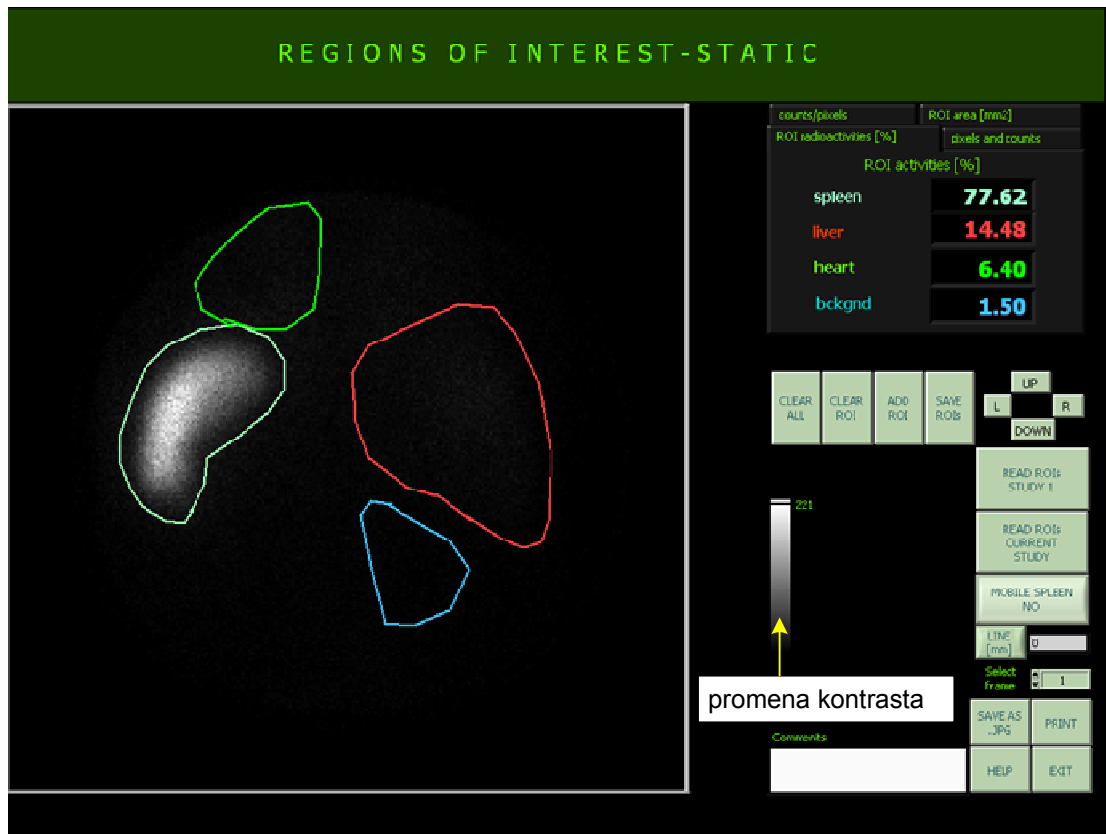 REGIONS OF INTEREST-STATIC
counts/pixels
ROI area [mm2]
ROI radioactivities [%]
pixels and counts
ROI activities [%]
spleen 77.62
liver 14.48
heart 6.40
bckgnd 1.50
CLEAR
ALL
CLEAR
ROI
ADD
ROI
SAVE
ROIs
UP
L
R
DOWN
READ ROIs
STUDY 1
221
READ ROIs
CURRENT
STUDY
MOBILE SPLEEN
NO
LINE
[mm]
0
Select
frame
1
promena kontrasta
SAVE AS
.JPG
PRINT
Comments
HELP
EXIT